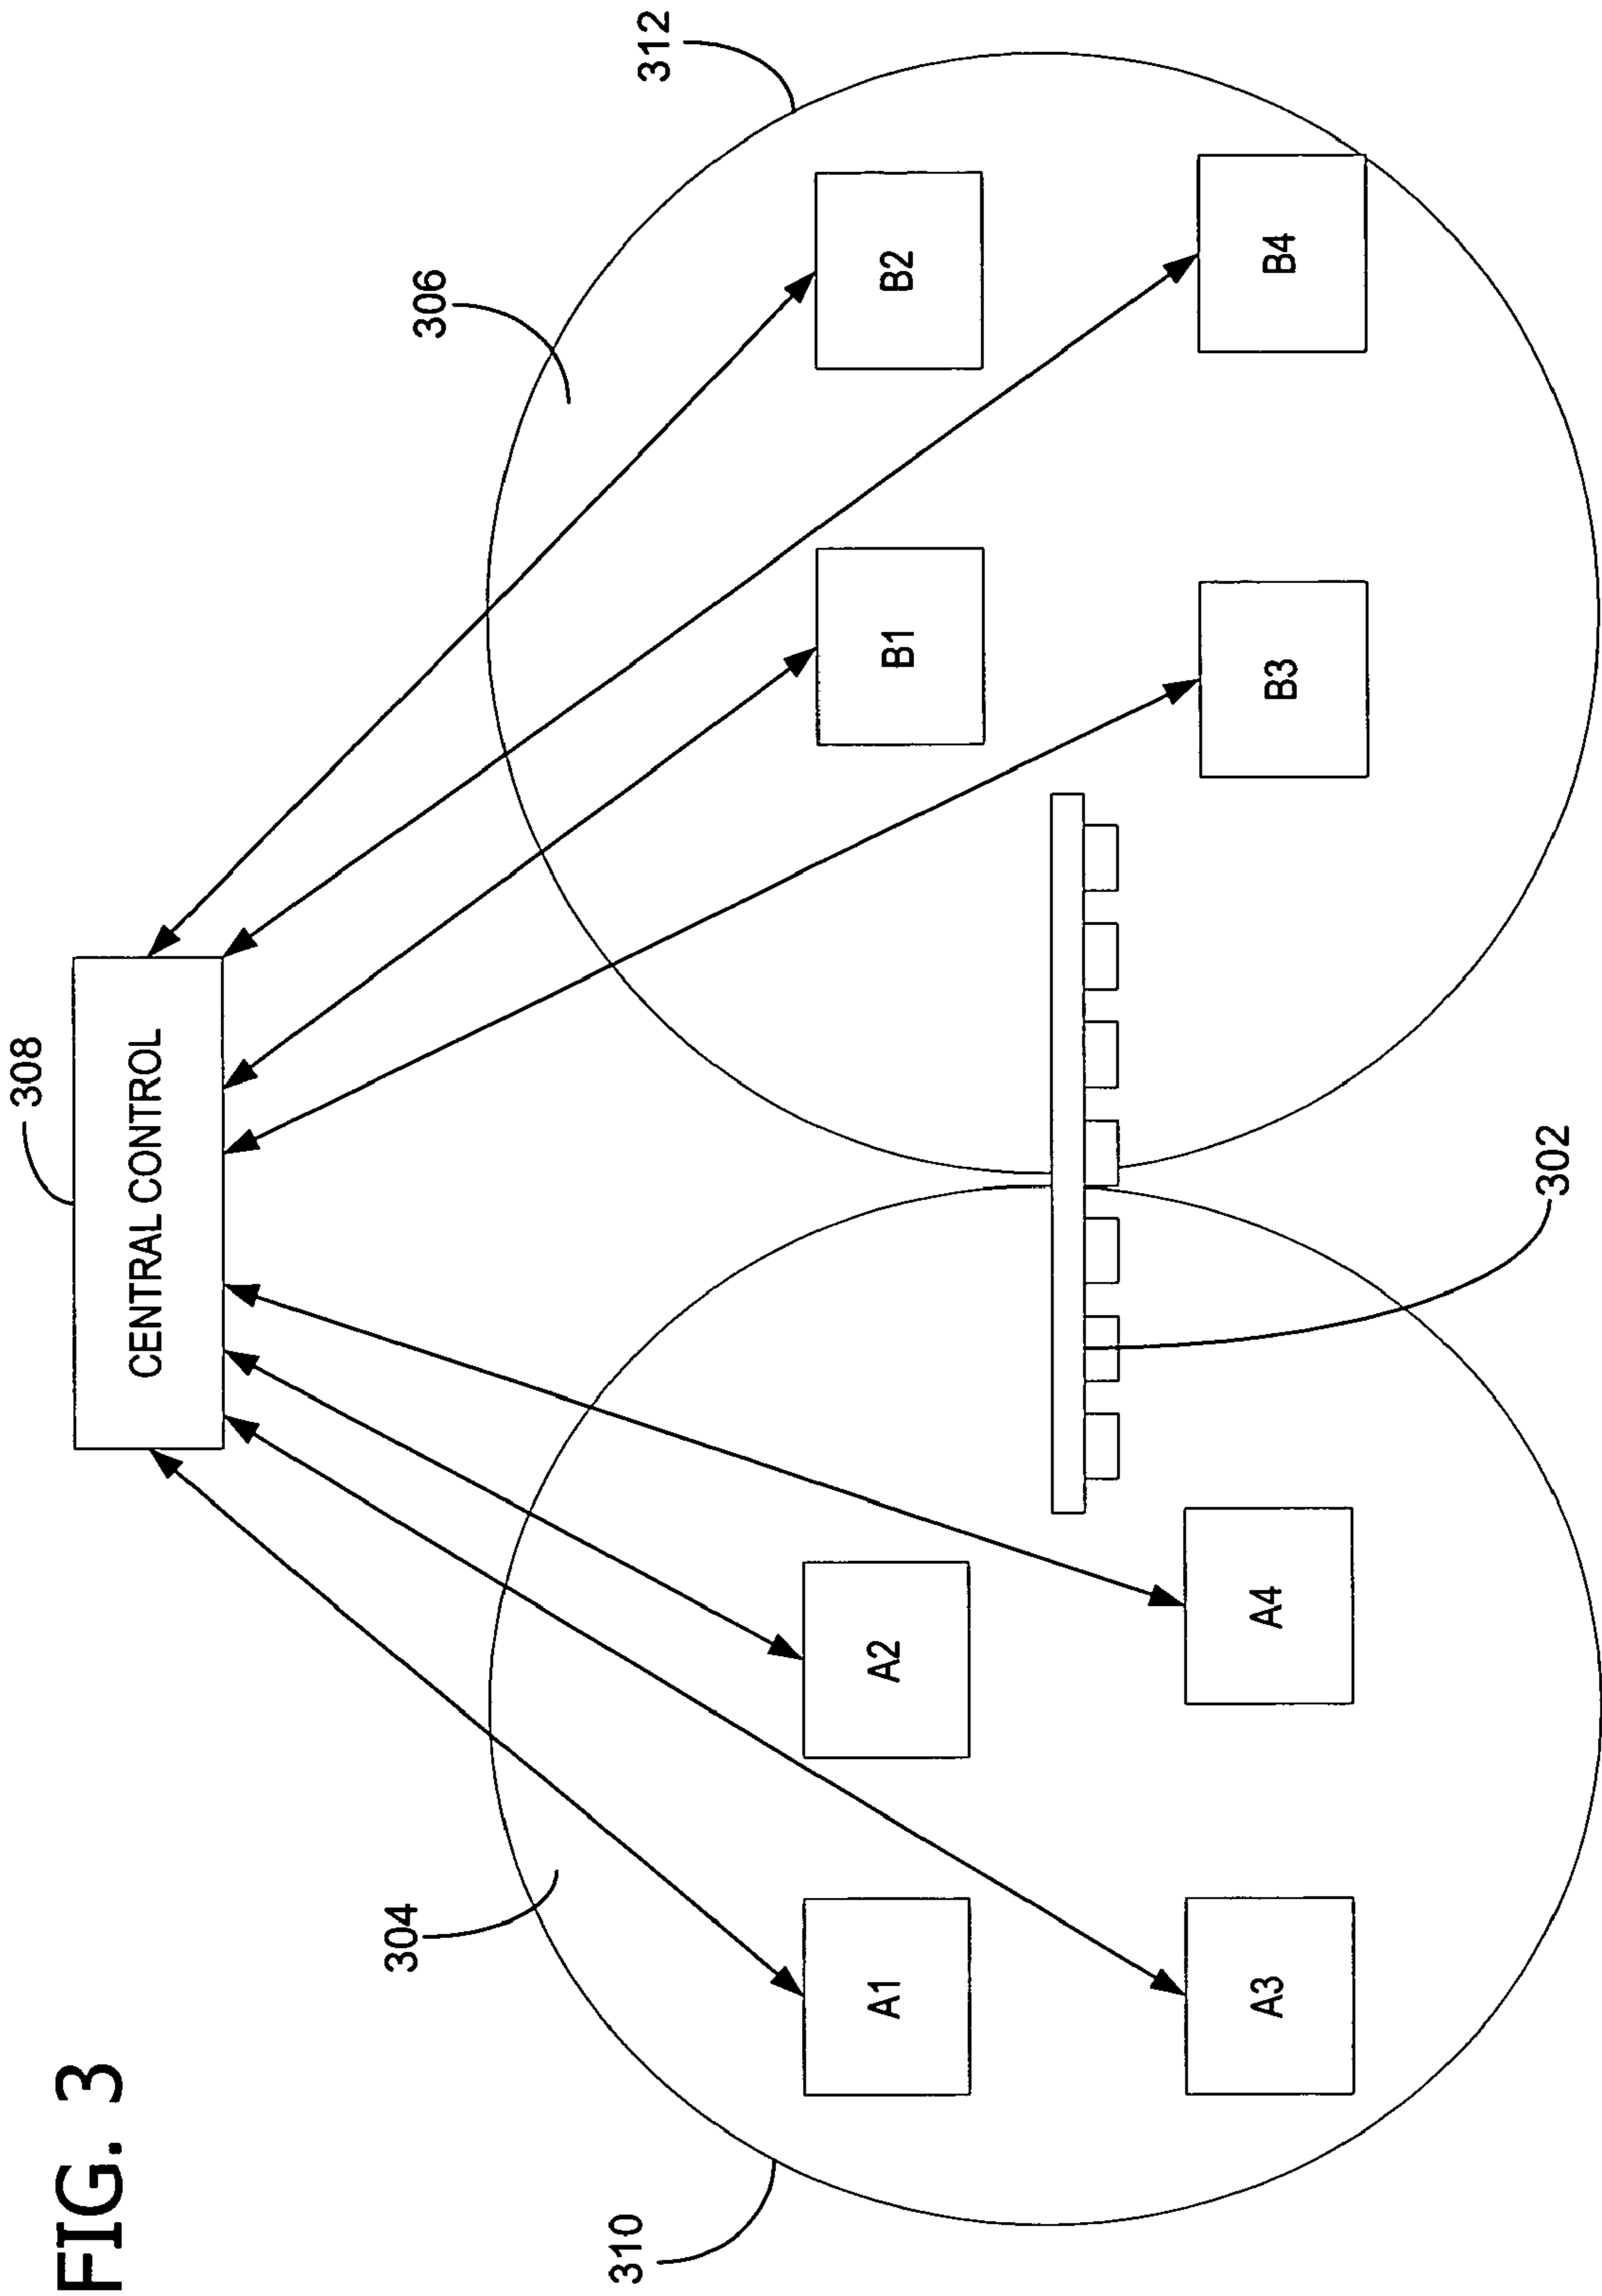 FIG. 3
308
CENTRAL CONTROL
304
306
310
312
A1
A2
B1
B2
A3
A4
B3
B4
302